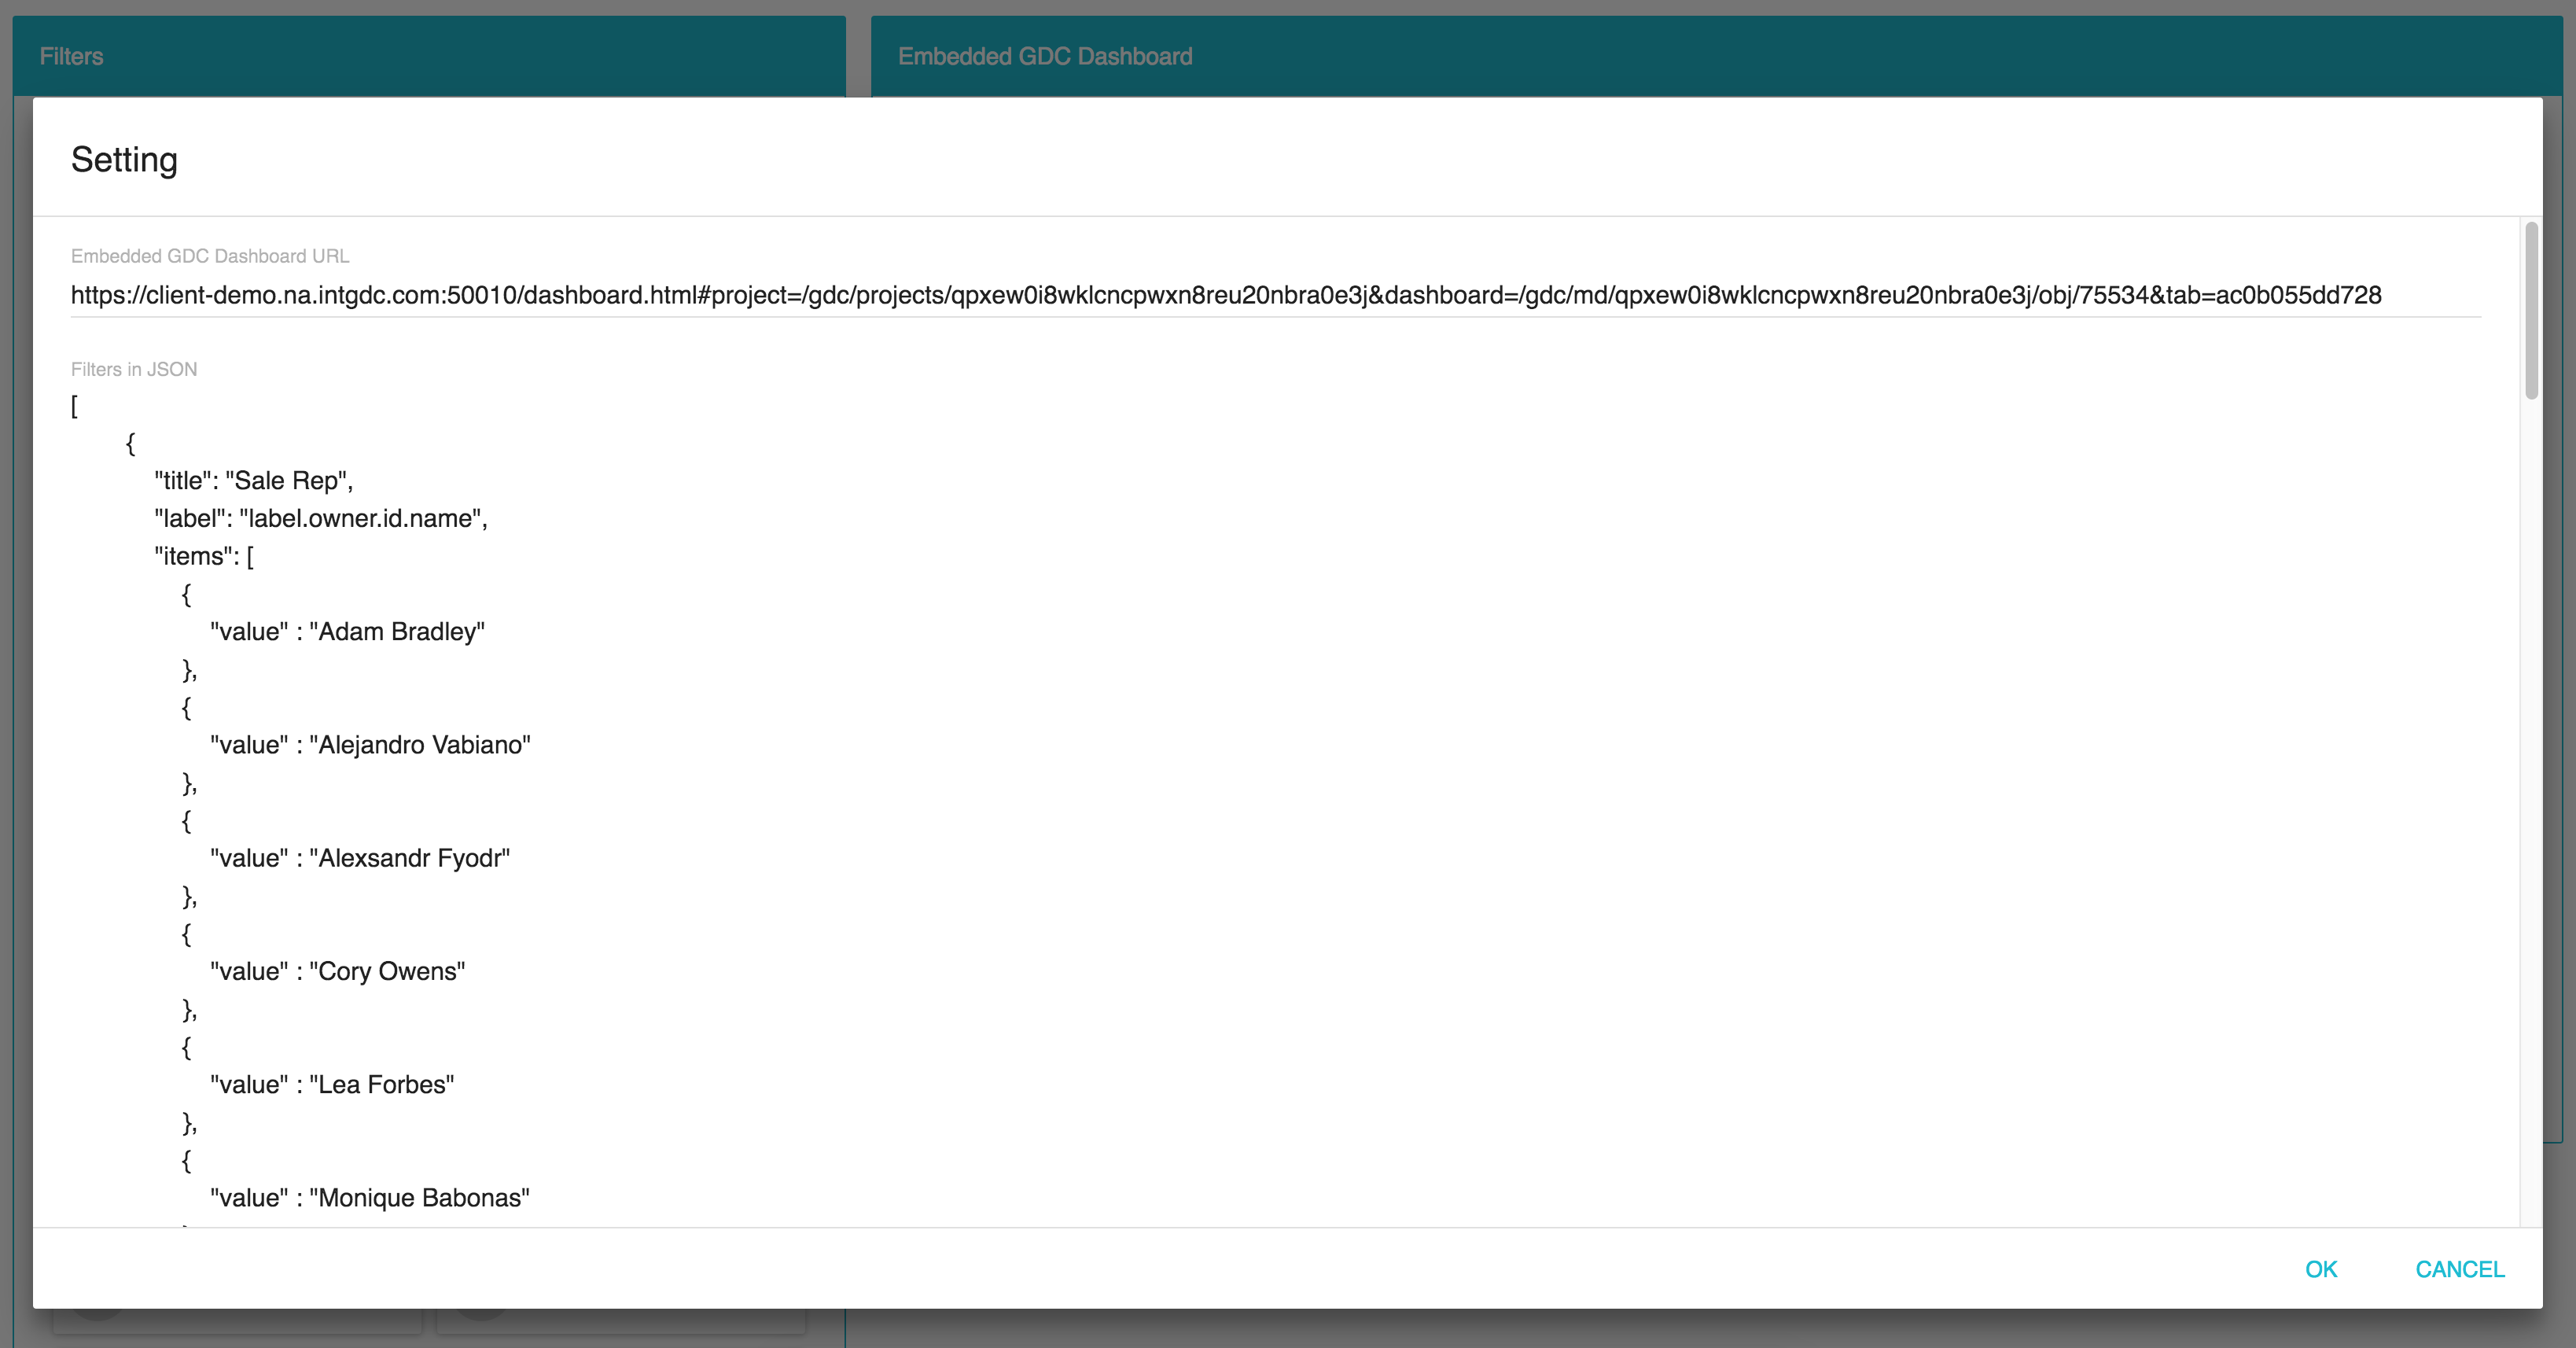 Filters
Embedded GDC Dashboard
Setting
Embedded GDC Dashboard URL
https://client-demo.na.intgdc.com:50010/dashboard.html#project=/gdc/projects/qpxew0i8wklcncpwxn8reu20nbra0e3j&dashboard=/gdc/md/qpxew0i8wklcncpwxn8reu20nbra0e3j/obj/75534&tab=ac0b055dd728
Filters in JSON
[
{
"title": "Sale Rep",
"label": "label.owner.id.name",
"items": [
{
"value" : "Adam Bradley"
},
{
"value" : "Alejandro Vabiano"
},
{
"value" : "Alexsandr Fyodr"
},
{
"value" : "Cory Owens"
},
{
"value" : "Lea Forbes"
},
{
"value" : "Monique Babonas"
OK CANCEL